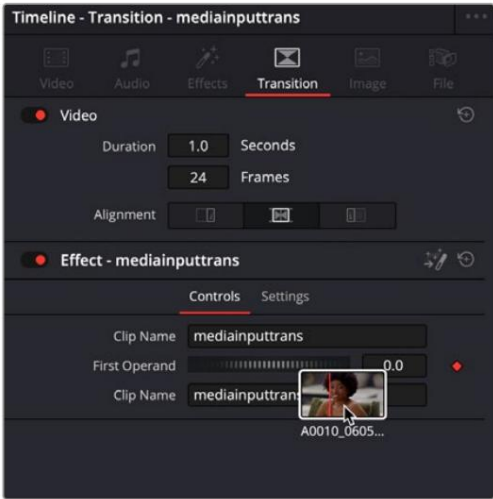 Timeline - Transition - mediainputtrans
Video Audio Effects Transition Image File
Video
Duration 1.0 Seconds
24 Frames
Alignment
Effect - mediainputtrans
Controls Settings
Clip Name mediainputtrans
First Operand 0.0
Clip Name mediainputtrans
A0010_0605...